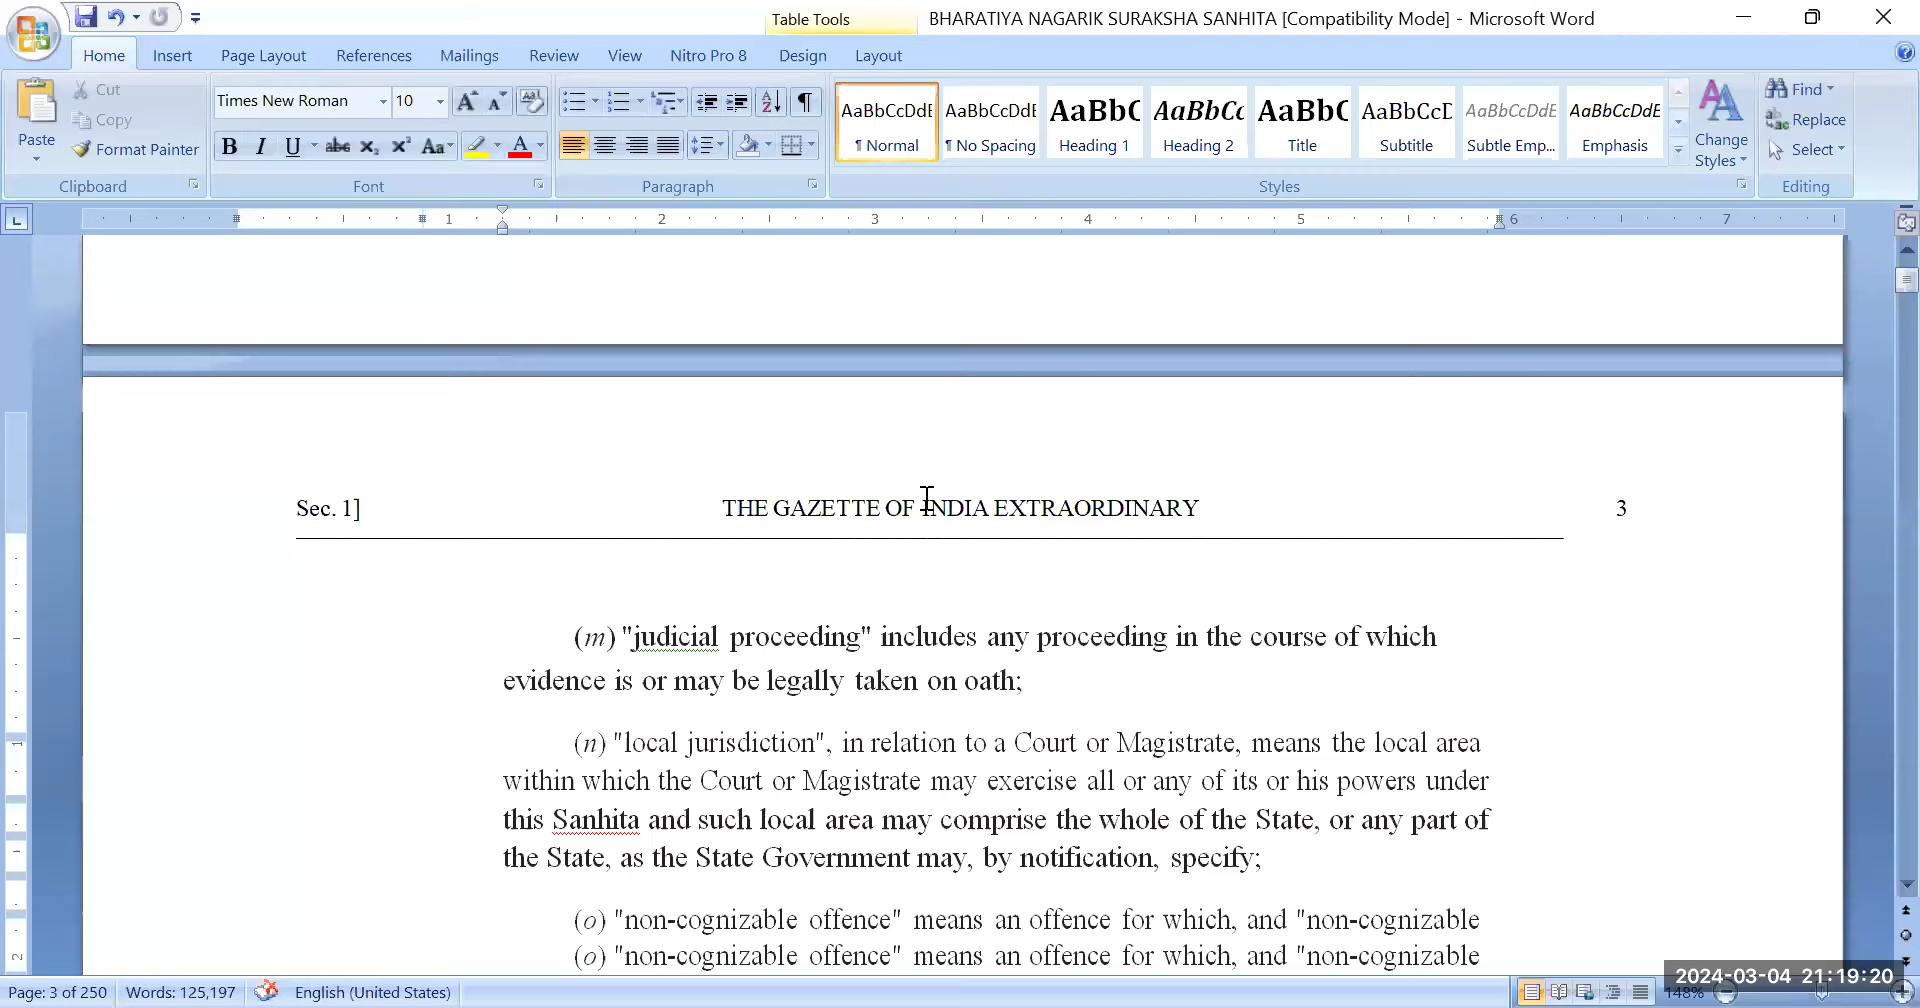 Table Tools
BHARATIYA NAGARIK SURAKSHA SANHITA [Compatibility Mode] - Microsoft Word
Home Insert Page Layout References Mailings Review View Nitro Pro 8 Design Layout
Paste
Cut
Copy
Format Painter
Clipboard
Times New Roman 10
Font
Paragraph
AaBbCcDdE AaBbCcDdE AaBbC AaBbCc AaBbC AaBbCcD AaBbCcDdE AaBbCcDdE
¶ Normal ¶ No Spacing Heading 1 Heading 2 Title Subtitle Subtle Emp... Emphasis
Change
Styles
Styles
Find
Replace
Select
Editing
1 2 3 4 5 6 7
Sec. 1] THE GAZETTE OF INDIA EXTRAORDINARY 3
(m) "judicial proceeding" includes any proceeding in the course of which
evidence is or may be legally taken on oath;
(n) "local jurisdiction", in relation to a Court or Magistrate, means the local area
within which the Court or Magistrate may exercise all or any of its or his powers under
this Sanhita and such local area may comprise the whole of the State, or any part of
the State, as the State Government may, by notification, specify;
(o) "non-cognizable offence" means an offence for which, and "non-cognizable
(o) "non-cognizable offence" means an offence for which, and "non-cognizable
2024-03-04 21:19:20
Page: 3 of 250 Words: 125,197 English (United States) 148%